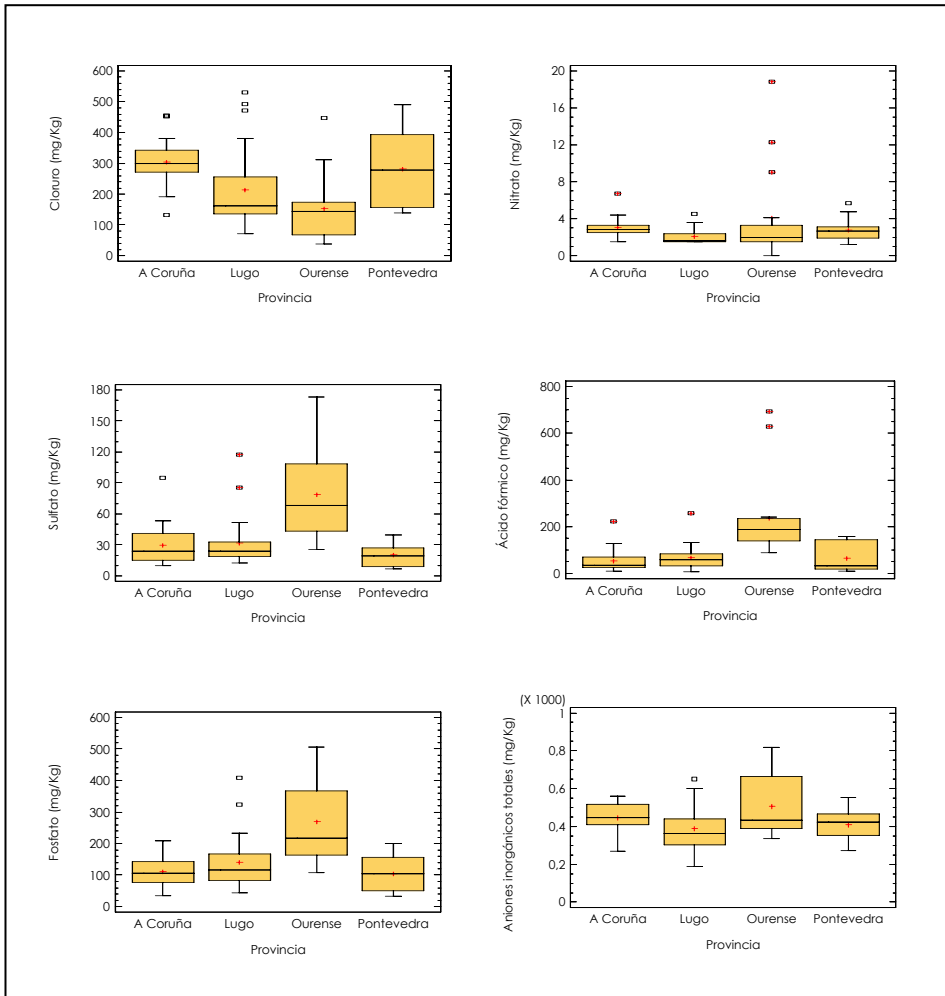 Cloruro (mg/Kg)
600
500
400
300
200
100
0
A Coruña Lugo Ourense Pontevedra
Provincia
Nitrato (mg/Kg)
20
16
12
8
4
0
A Coruña Lugo Ourense Pontevedra
Provincia
Sulfato (mg/Kg)
180
150
120
90
60
30
0
A Coruña Lugo Ourense Pontevedra
Provincia
Ácido fórmico (mg/Kg)
800
600
400
200
0
A Coruña Lugo Ourense Pontevedra
Provincia
Fosfato (mg/Kg)
600
500
400
300
200
100
0
A Coruña Lugo Ourense Pontevedra
Provincia
(X 1000)
Aniones inorgánicos totales (mg/Kg)
1
0,8
0,6
0,4
0,2
0
A Coruña Lugo Ourense Pontevedra
Provincia